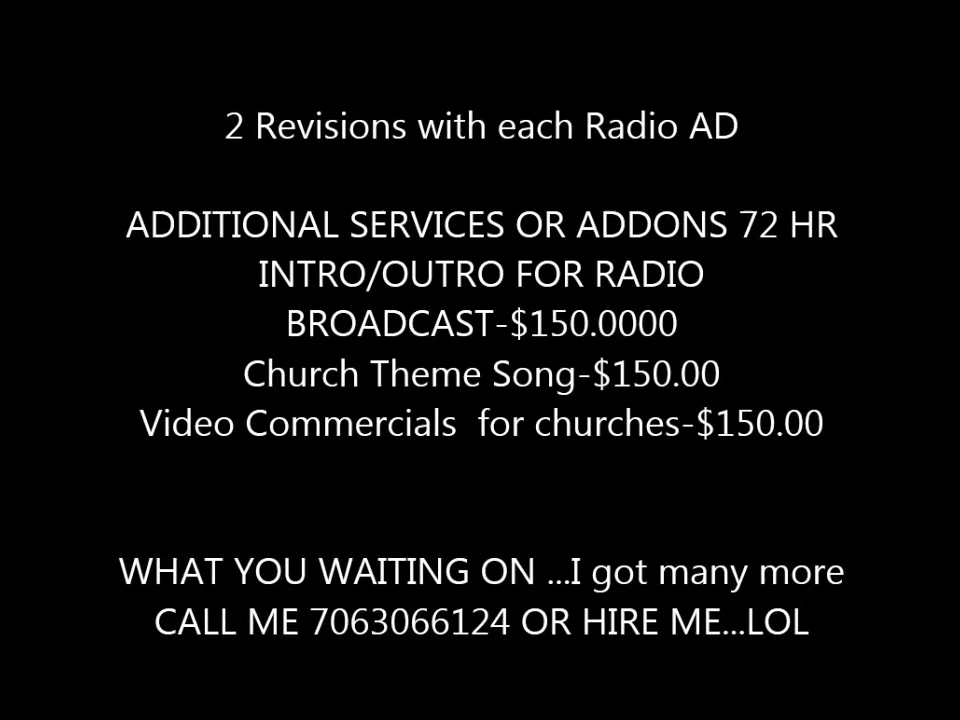 2 Revisions with each Radio AD
ADDITIONAL SERVICES OR ADDONS 72 HR
INTRO/OUTRO FOR RADIO
BROADCAST-$150.0000
Church Theme Song-$150.00
Video Commercials  for churches-$150.00
WHAT YOU WAITING ON ...I got many more
CALL ME 7063066124 OR HIRE ME...LOL